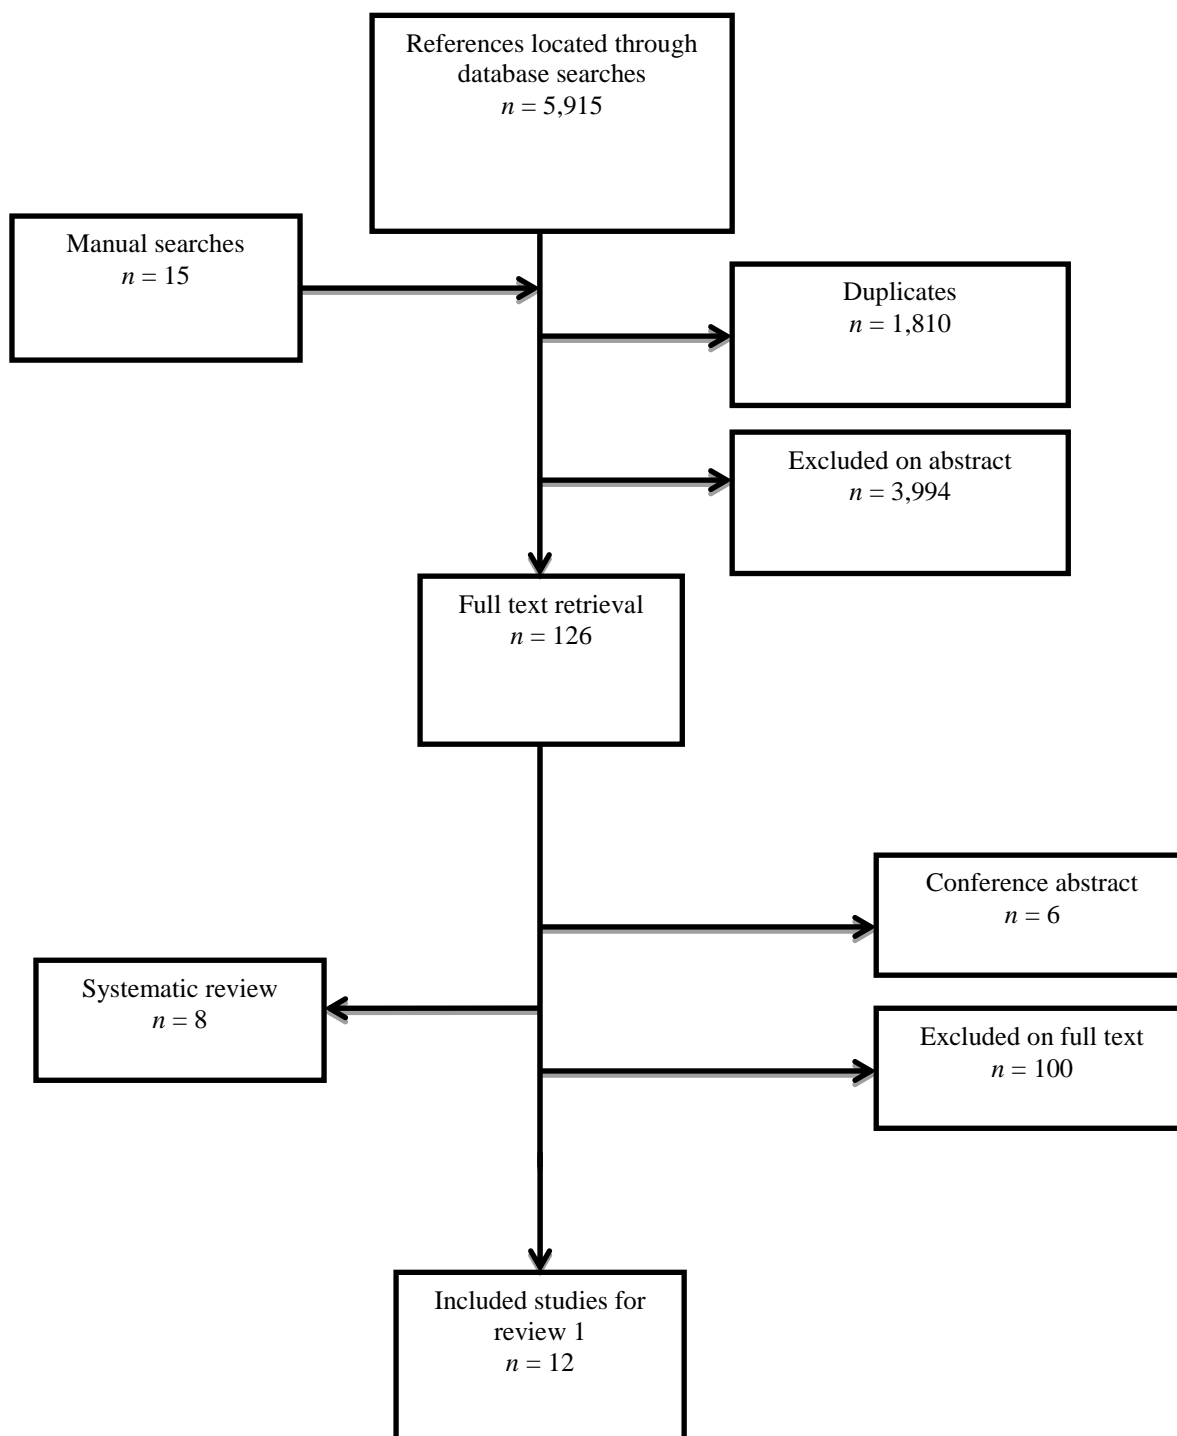 References located through
database searches
n = 5,915
Manual searches
n = 15
Duplicates
n = 1,810
Excluded on abstract
n = 3,994
Full text retrieval
n = 126
Conference abstract
n = 6
Systematic review
n = 8
Excluded on full text
n = 100
Included studies for
review 1
n = 12